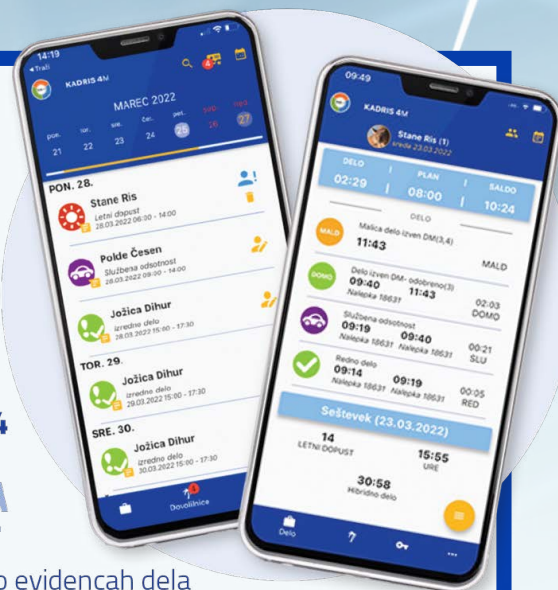 14:19
Traži
KADRIS 4M
4
MAREC 2022
pon. tor. sre. čet. pet. sob. ned.
21 22 23 24 25 26 27
PON. 28.
Stane Ris
Letni dopust
28.03.2022 06:00 - 14:00
Polde Česen
Službena odsotnost
28.03.2022 08:00 - 14:00
Jožica Dihur
izredno delo
28.03.2022 15:00 - 17:30
TOR. 29.
Jožica Dihur
izredno delo
29.03.2022 15:00 - 17:30
SRE. 30.
Jožica Dihur
izredno delo
30.03.2022 15:00 - 17:30
Dovolilnice
09:49
KADRIS 4M
Stane Ris (1)
sreda 23.03.2022
DELO | PLAN | SALDO
02:29 | 08:00 | 10:24
DELO
MALD
Malica delo izven DM(3,4)
11:43
MALD
DOMO
Delo izven DM- odobreno(3)
09:40 11:43 02:03
Nalepka 18631 DOMO
Službena odsotnost
09:19 09:40 00:21
Nalepka 18631 Nalepka 18631 SLU
Redno delo
09:14 09:19 00:05
Nalepka 18631 Nalepka 18631 RED
Seštevek (23.03.2022)
14 15:55
LETNI DOPUST URE
30:58
Hibridno delo
Delo
4
A
o evidencah dela